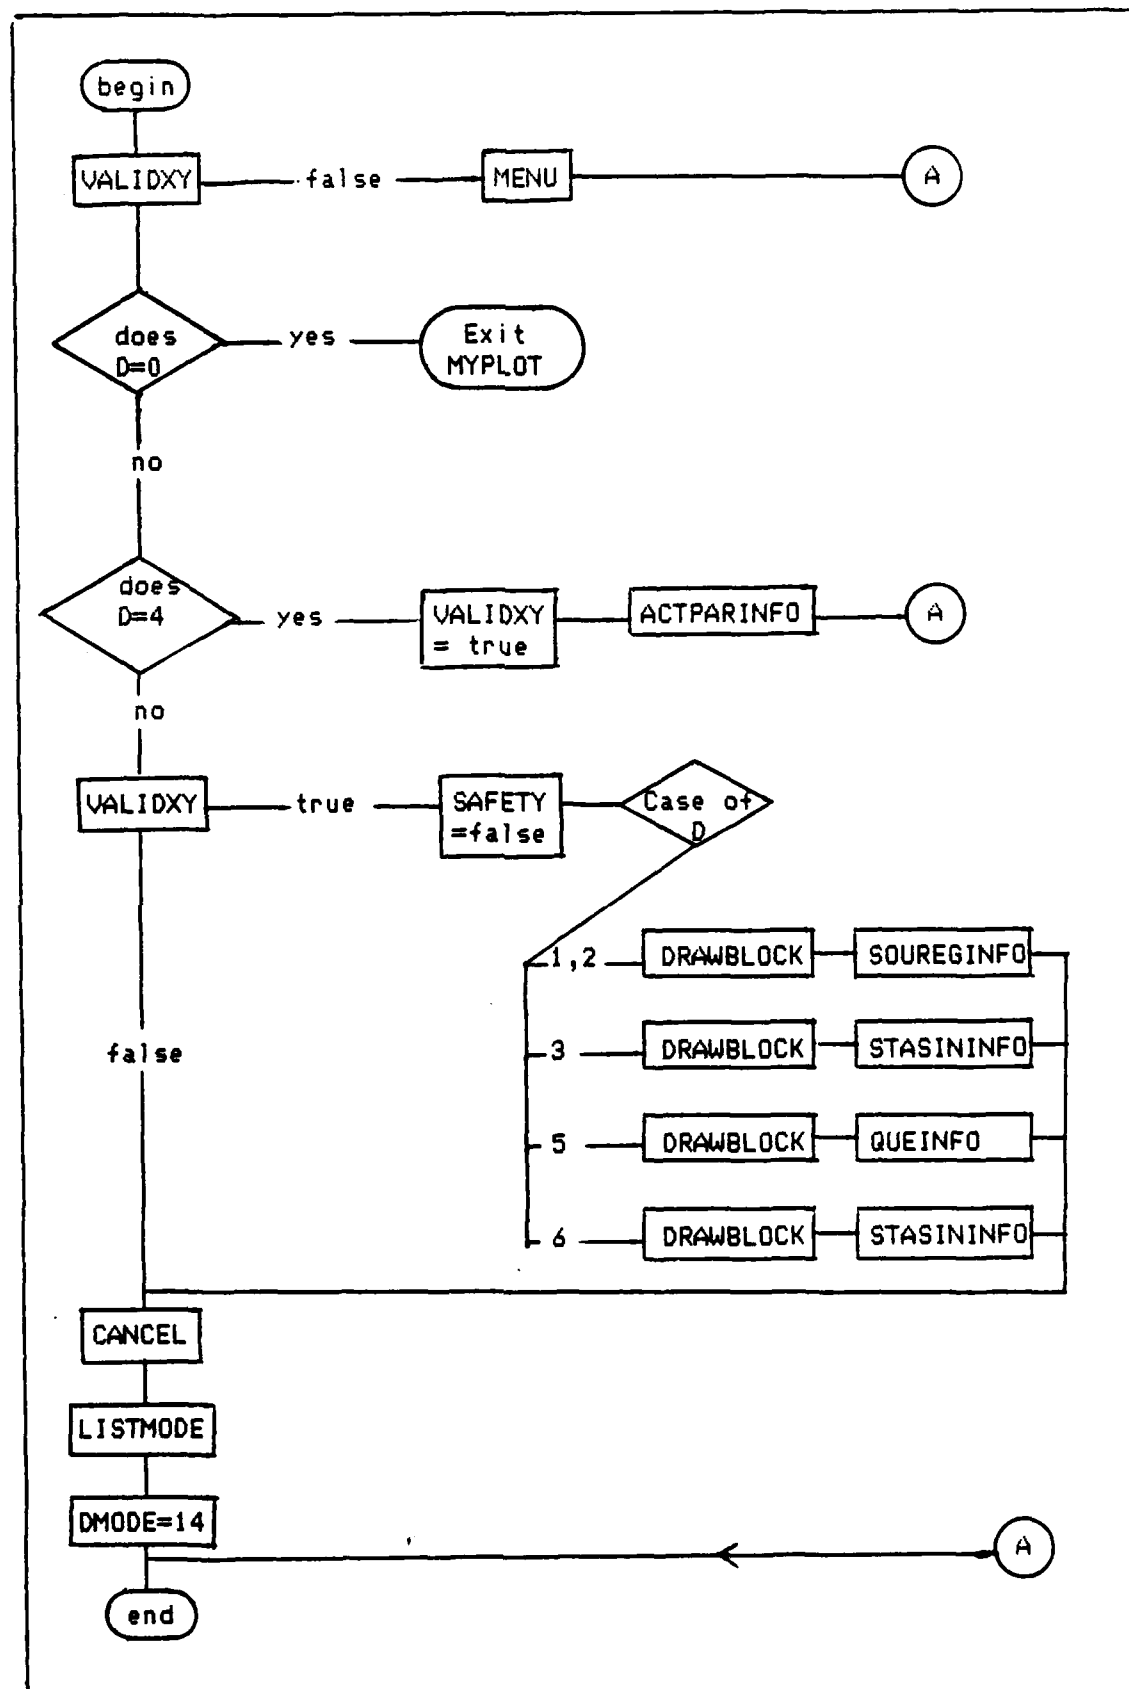 begin
VALIDXY false MENU A
does
D=0
yes
Exit
MYPLOT
no
does
D=4
yes
VALIDXY
= true
ACTPARINFO
A
no
VALIDXY true
SAFETY
=false
Case of
D
1,2 DRAWBLOCK SOUREGINFO
false
3 DRAWBLOCK STASININFO
5 DRAWBLOCK QUEINFO
6 DRAWBLOCK STASININFO
CANCEL
LISTMODE
DMODE=14
A
end